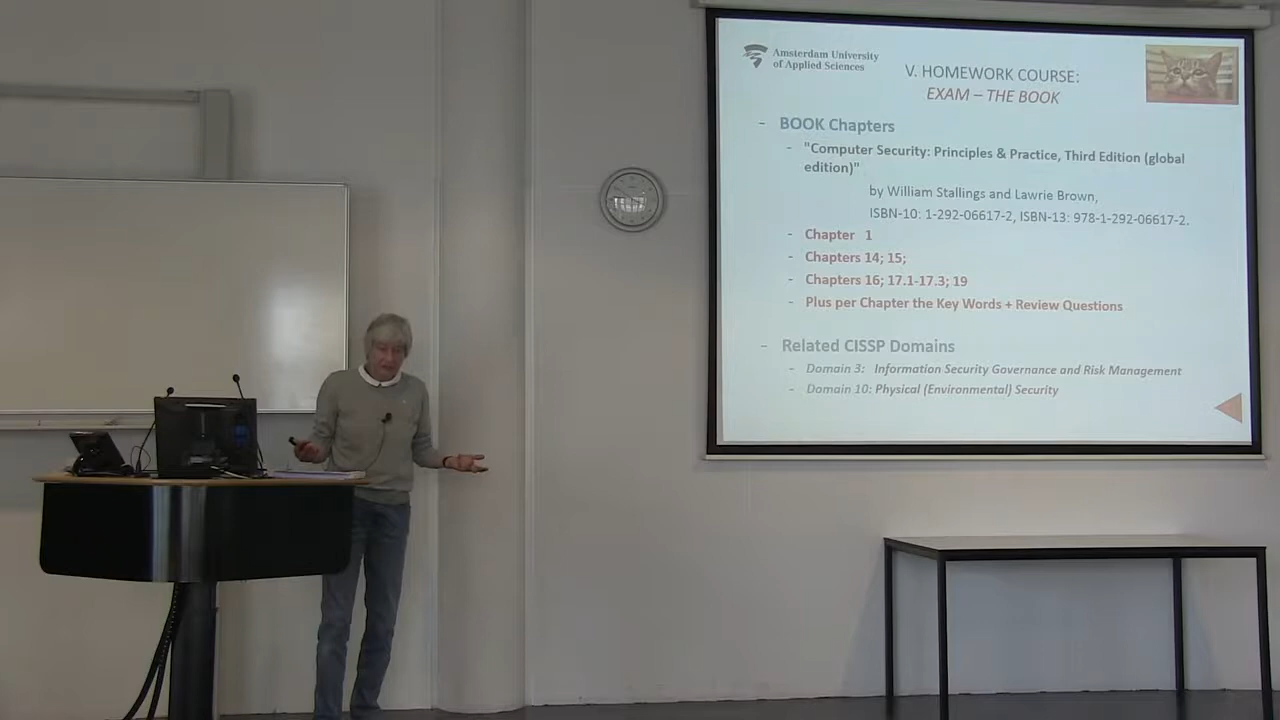 Amsterdam University
of Applied Sciences
V. HOMEWORK COURSE:
EXAM – THE BOOK
- BOOK Chapters
- "Computer Security: Principles & Practice, Third Edition (global
edition)"
by William Stallings and Lawrie Brown,
ISBN-10: 1-292-06617-2, ISBN-13: 978-1-292-06617-2.
- Chapter 1
- Chapters 14; 15;
- Chapters 16; 17.1-17.3; 19
- Plus per Chapter the Key Words + Review Questions
- Related CISSP Domains
- Domain 3: Information Security Governance and Risk Management
- Domain 10: Physical (Environmental) Security